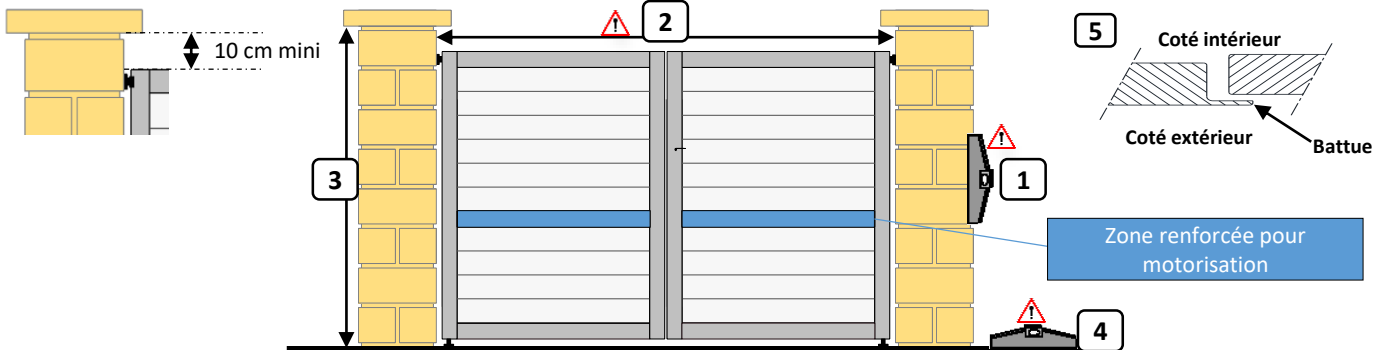 10 cm mini
2
5
Coté intérieur
Coté extérieur
Battue
3
1
Zone renforcée pour
motorisation
4